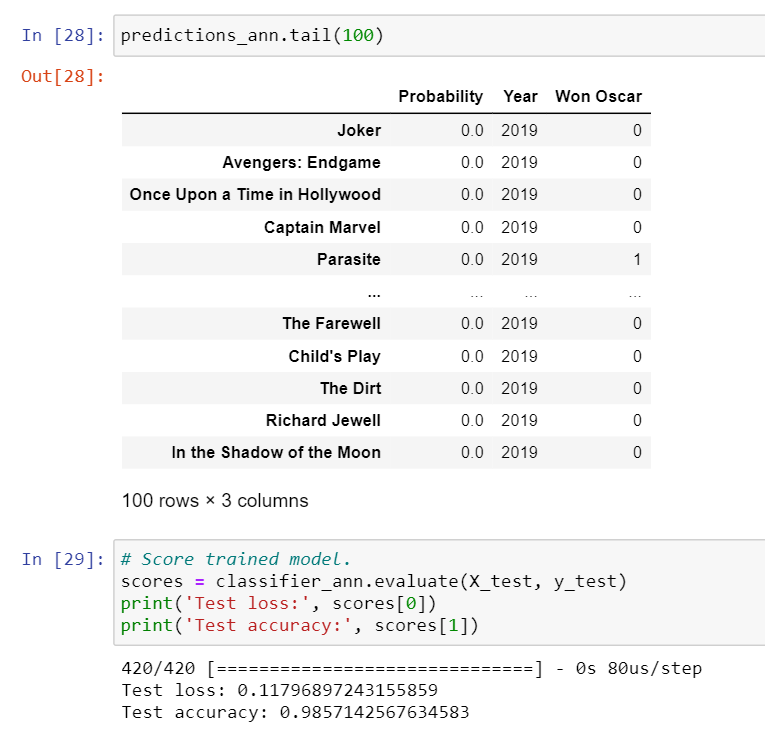 In [28]: predictions_ann.tail(100)
Out[28]:
Probability Year Won Oscar
Joker 0.0 2019 0
Avengers: Endgame 0.0 2019 0
Once Upon a Time in Hollywood 0.0 2019 0
Captain Marvel 0.0 2019 0
Parasite 0.0 2019 1
... ... ... ...
The Farewell 0.0 2019 0
Child's Play 0.0 2019 0
The Dirt 0.0 2019 0
Richard Jewell 0.0 2019 0
In the Shadow of the Moon 0.0 2019 0
100 rows × 3 columns
In [29]: # Score trained model.
scores = classifier_ann.evaluate(X_test, y_test)
print('Test loss:', scores[0])
print('Test accuracy:', scores[1])
420/420 [==============================] - 0s 80us/step
Test loss: 0.11796897243155859
Test accuracy: 0.9857142567634583